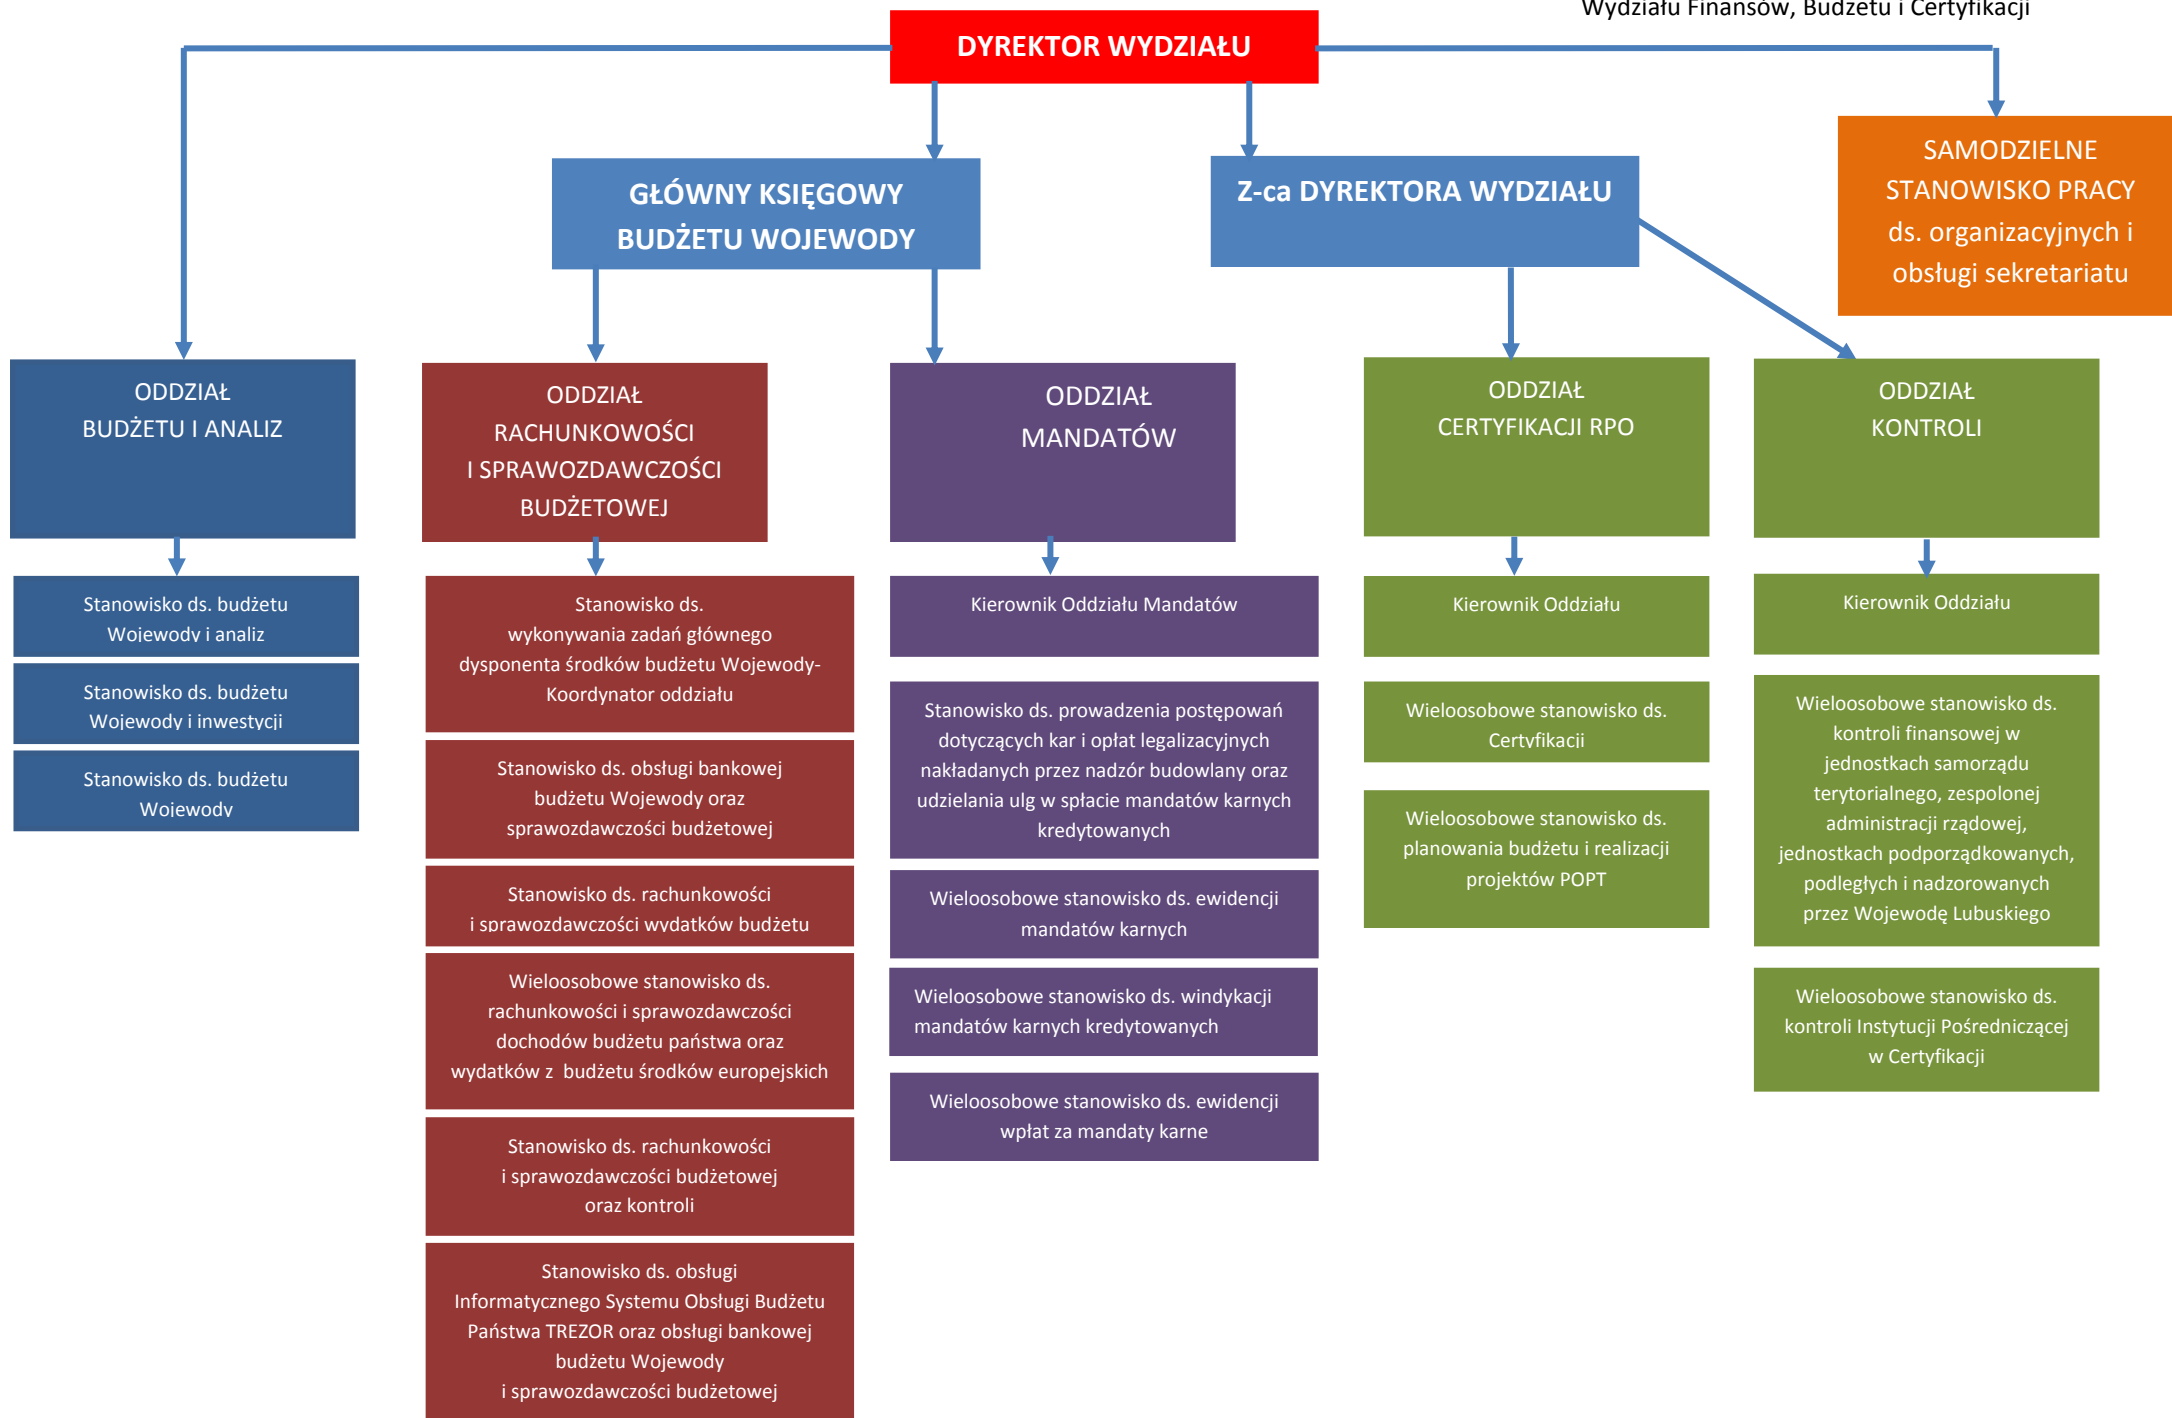 Wydziału Finansów, Budżetu i Certyfikacji
DYREKTOR WYDZIAŁU
GŁÓWNY KSIĘGOWY
BUDŻETU WOJEWODY
Z-ca DYREKTORA WYDZIAŁU
SAMODZIELNE
STANOWISKO PRACY
ds. organizacyjnych i
obsługi sekretariatu
ODDZIAŁ
BUDŻETU I ANALIZ
Stanowisko ds. budżetu
Wojewody i analiz
Stanowisko ds. budżetu
Wojewody i inwestycji
Stanowisko ds. budżetu
Wojewody
ODDZIAŁ
RACHUNKOWOŚCI
I SPRAWOZDAWCZOŚCI
BUDŻETOWEJ
Stanowisko ds.
wykonywania zadań głównego
dysponenta środków budżetu Wojewody-
Koordynator oddziału
Stanowisko ds. obsługi bankowej
budżetu Wojewody oraz
sprawozdawczości budżetowej
Stanowisko ds. rachunkowości
i sprawozdawczości wydatków budżetu
Wieloosobowe stanowisko ds.
rachunkowości i sprawozdawczości
dochodów budżetu państwa oraz
wydatków z  budżetu środków europejskich
Stanowisko ds. rachunkowości
i sprawozdawczości budżetowej
oraz kontroli
Stanowisko ds. obsługi
Informatycznego Systemu Obsługi Budżetu
Państwa TREZOR oraz obsługi bankowej
budżetu Wojewody
i sprawozdawczości budżetowej
ODDZIAŁ
MANDATÓW
Kierownik Oddziału Mandatów
Stanowisko ds. prowadzenia postępowań
dotyczących kar i opłat legalizacyjnych
nakładanych przez nadzór budowlany oraz
udzielania ulg w spłacie mandatów karnych
kredytowanych
Wieloosobowe stanowisko ds. ewidencji
mandatów karnych
Wieloosobowe stanowisko ds. windykacji
mandatów karnych kredytowanych
Wieloosobowe stanowisko ds. ewidencji
wpłat za mandaty karne
ODDZIAŁ
CERTYFIKACJI RPO
Kierownik Oddziału
Wieloosobowe stanowisko ds.
Certyfikacji
Wieloosobowe stanowisko ds.
planowania budżetu i realizacji
projektów POPT
ODDZIAŁ
KONTROLI
Kierownik Oddziału
Wieloosobowe stanowisko ds.
kontroli finansowej w
jednostkach samorządu
terytorialnego, zespolonej
administracji rządowej,
jednostkach podporządkowanych,
podległych i nadzorowanych
przez Wojewodę Lubuskiego
Wieloosobowe stanowisko ds.
kontroli Instytucji Pośredniczącej
w Certyfikacji